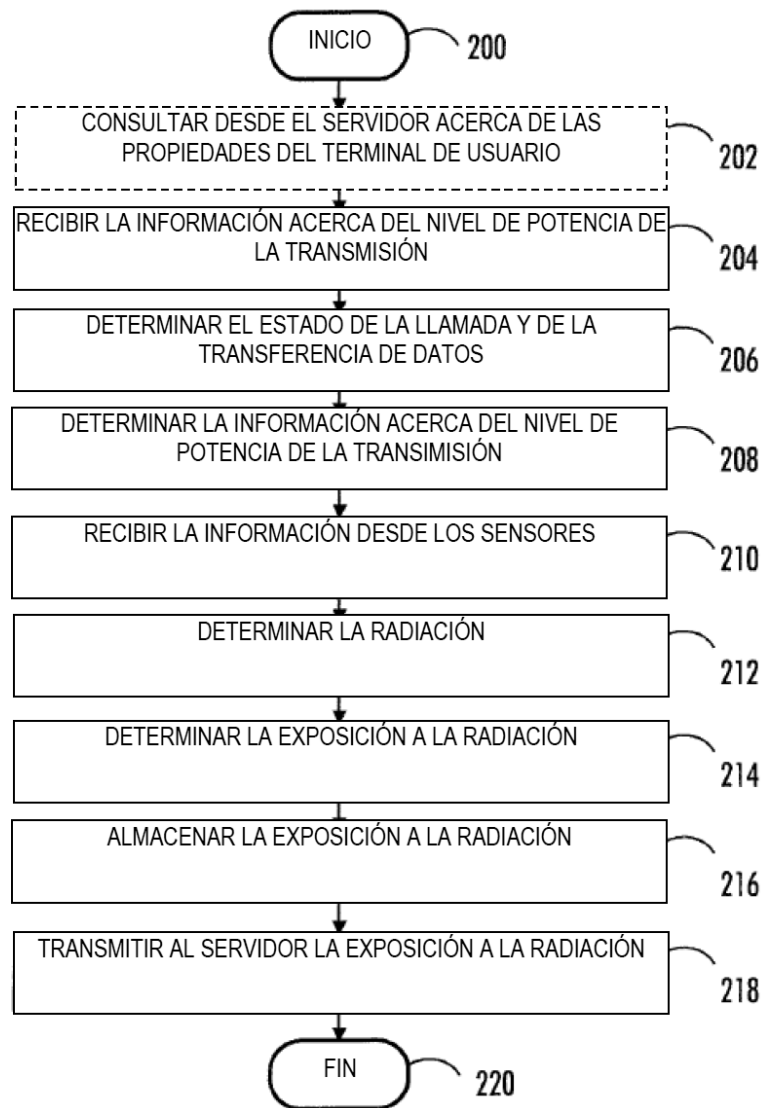 INICIO
200
CONSULTAR DESDE EL SERVIDOR ACERCA DE LAS
PROPIEDADES DEL TERMINAL DE USUARIO
202
RECIBIR LA INFORMACIÓN ACERCA DEL NIVEL DE POTENCIA DE
LA TRANSMISIÓN
204
DETERMINAR EL ESTADO DE LA LLAMADA Y DE LA
TRANSFERENCIA DE DATOS
206
DETERMINAR LA INFORMACIÓN ACERCA DEL NIVEL DE
POTENCIA DE LA TRANSIMISIÓN
208
RECIBIR LA INFORMACIÓN DESDE LOS SENSORES
210
DETERMINAR LA RADIACIÓN
212
DETERMINAR LA EXPOSICIÓN A LA RADIACIÓN
214
ALMACENAR LA EXPOSICIÓN A LA RADIACIÓN
216
TRANSMITIR AL SERVIDOR LA EXPOSICIÓN A LA RADIACIÓN
218
FIN
220